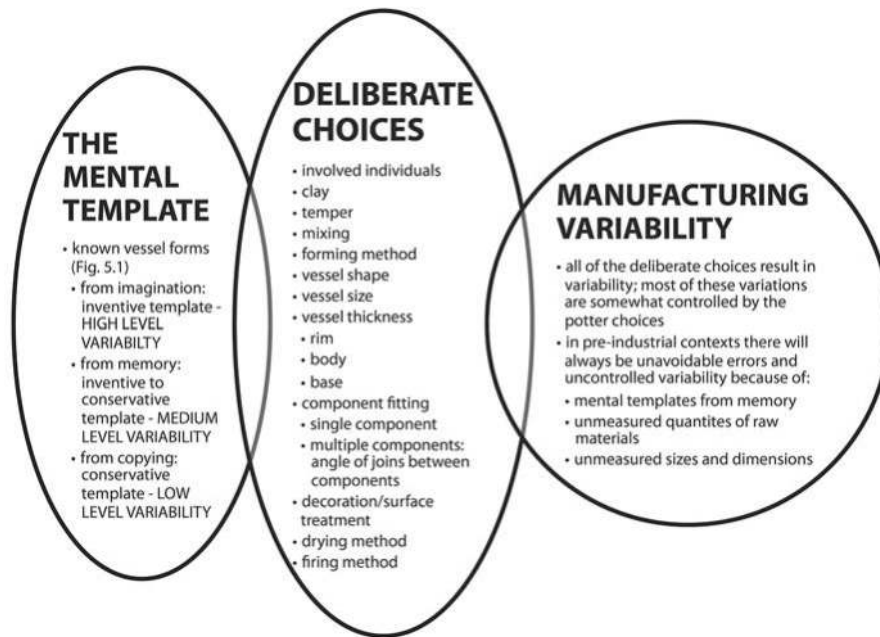 THE
MENTAL
TEMPLATE
• known vessel forms
(Fig. 5.1)
• from imagination:
inventive template -
HIGH LEVEL
VARIABILTY
• from memory:
inventive to
conservative
template - MEDIUM
LEVEL VARIABILITY
• from copying:
conservative
template - LOW
LEVEL VARIABILITY
DELIBERATE
CHOICES
• involved individuals
• clay
• temper
• mixing
• forming method
• vessel shape
• vessel size
• vessel thickness
• rim
• body
• base
• component fitting
• single component
• multiple components:
angle of joins between
components
• decoration/surface
treatment
• drying method
• firing method
MANUFACTURING
VARIABILITY
• all of the deliberate choices result in
variability; most of these variations
are somewhat controlled by the
potter choices
• in pre-industrial contexts there will
always be unavoidable errors and
uncontrolled variability because of:
• mental templates from memory
• unmeasured quantites of raw
materials
• unmeasured sizes and dimensions